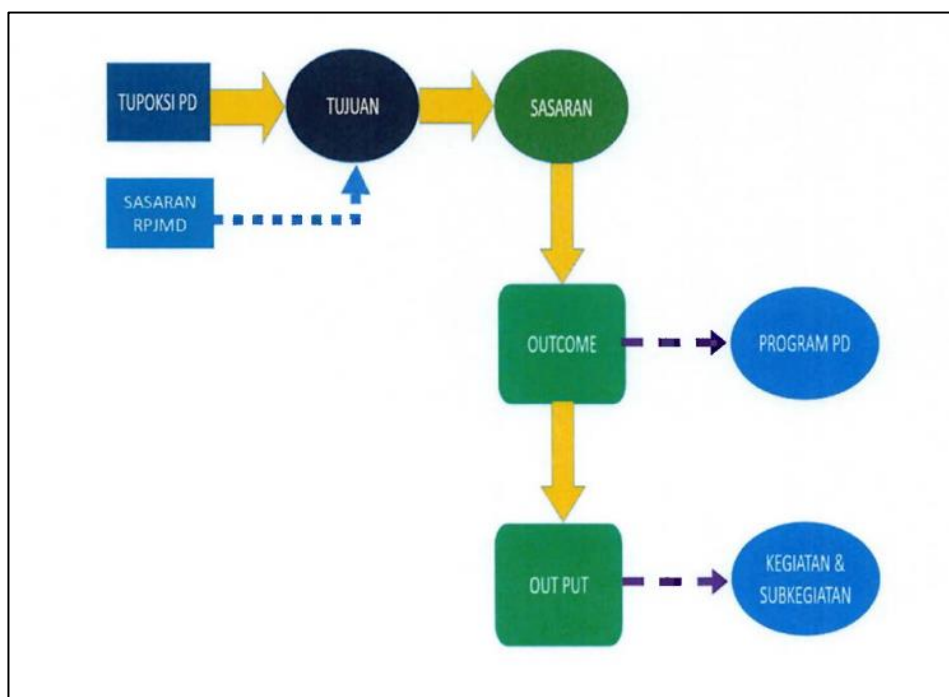 TUPOKSI PD
TUJUAN
SASARAN
SASARAN
RPJMD
OUTCOME
PROGRAM PD
OUT PUT
KEGIATAN &
SUBKEGIATAN